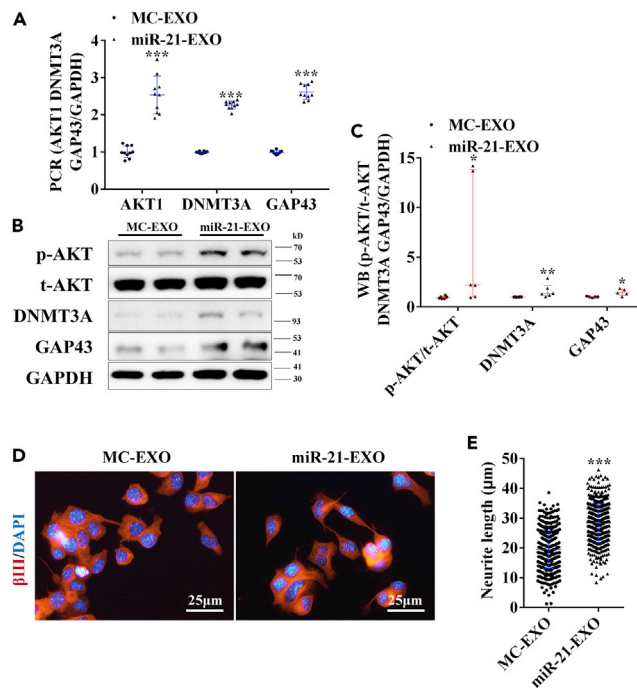 A
MC-EXO
miR-21-EXO
PCR (AKT1 DNMT3A
GAP43/GAPDH)
4
3
2
1
0
***
***
***
AKT1
DNMT3A
GAP43
B
MC-EXO
miR-21-EXO
kD
p-AKT
70
53
t-AKT
70
53
DNMT3A
93
GAP43
53
41
GAPDH
41
30
C
MC-EXO
miR-21-EXO
WB (p-AKT/t-AKT
DNMT3A GAP43/GAPDH)
15
10
5
0
*
**
*
p-AKT/t-AKT
DNMT3A
GAP43
D
MC-EXO
miR-21-EXO
βIII/DAPI
25μm
25μm
E
Neurite length (μm)
50
40
30
20
10
0
***
MC-EXO
miR-21-EXO